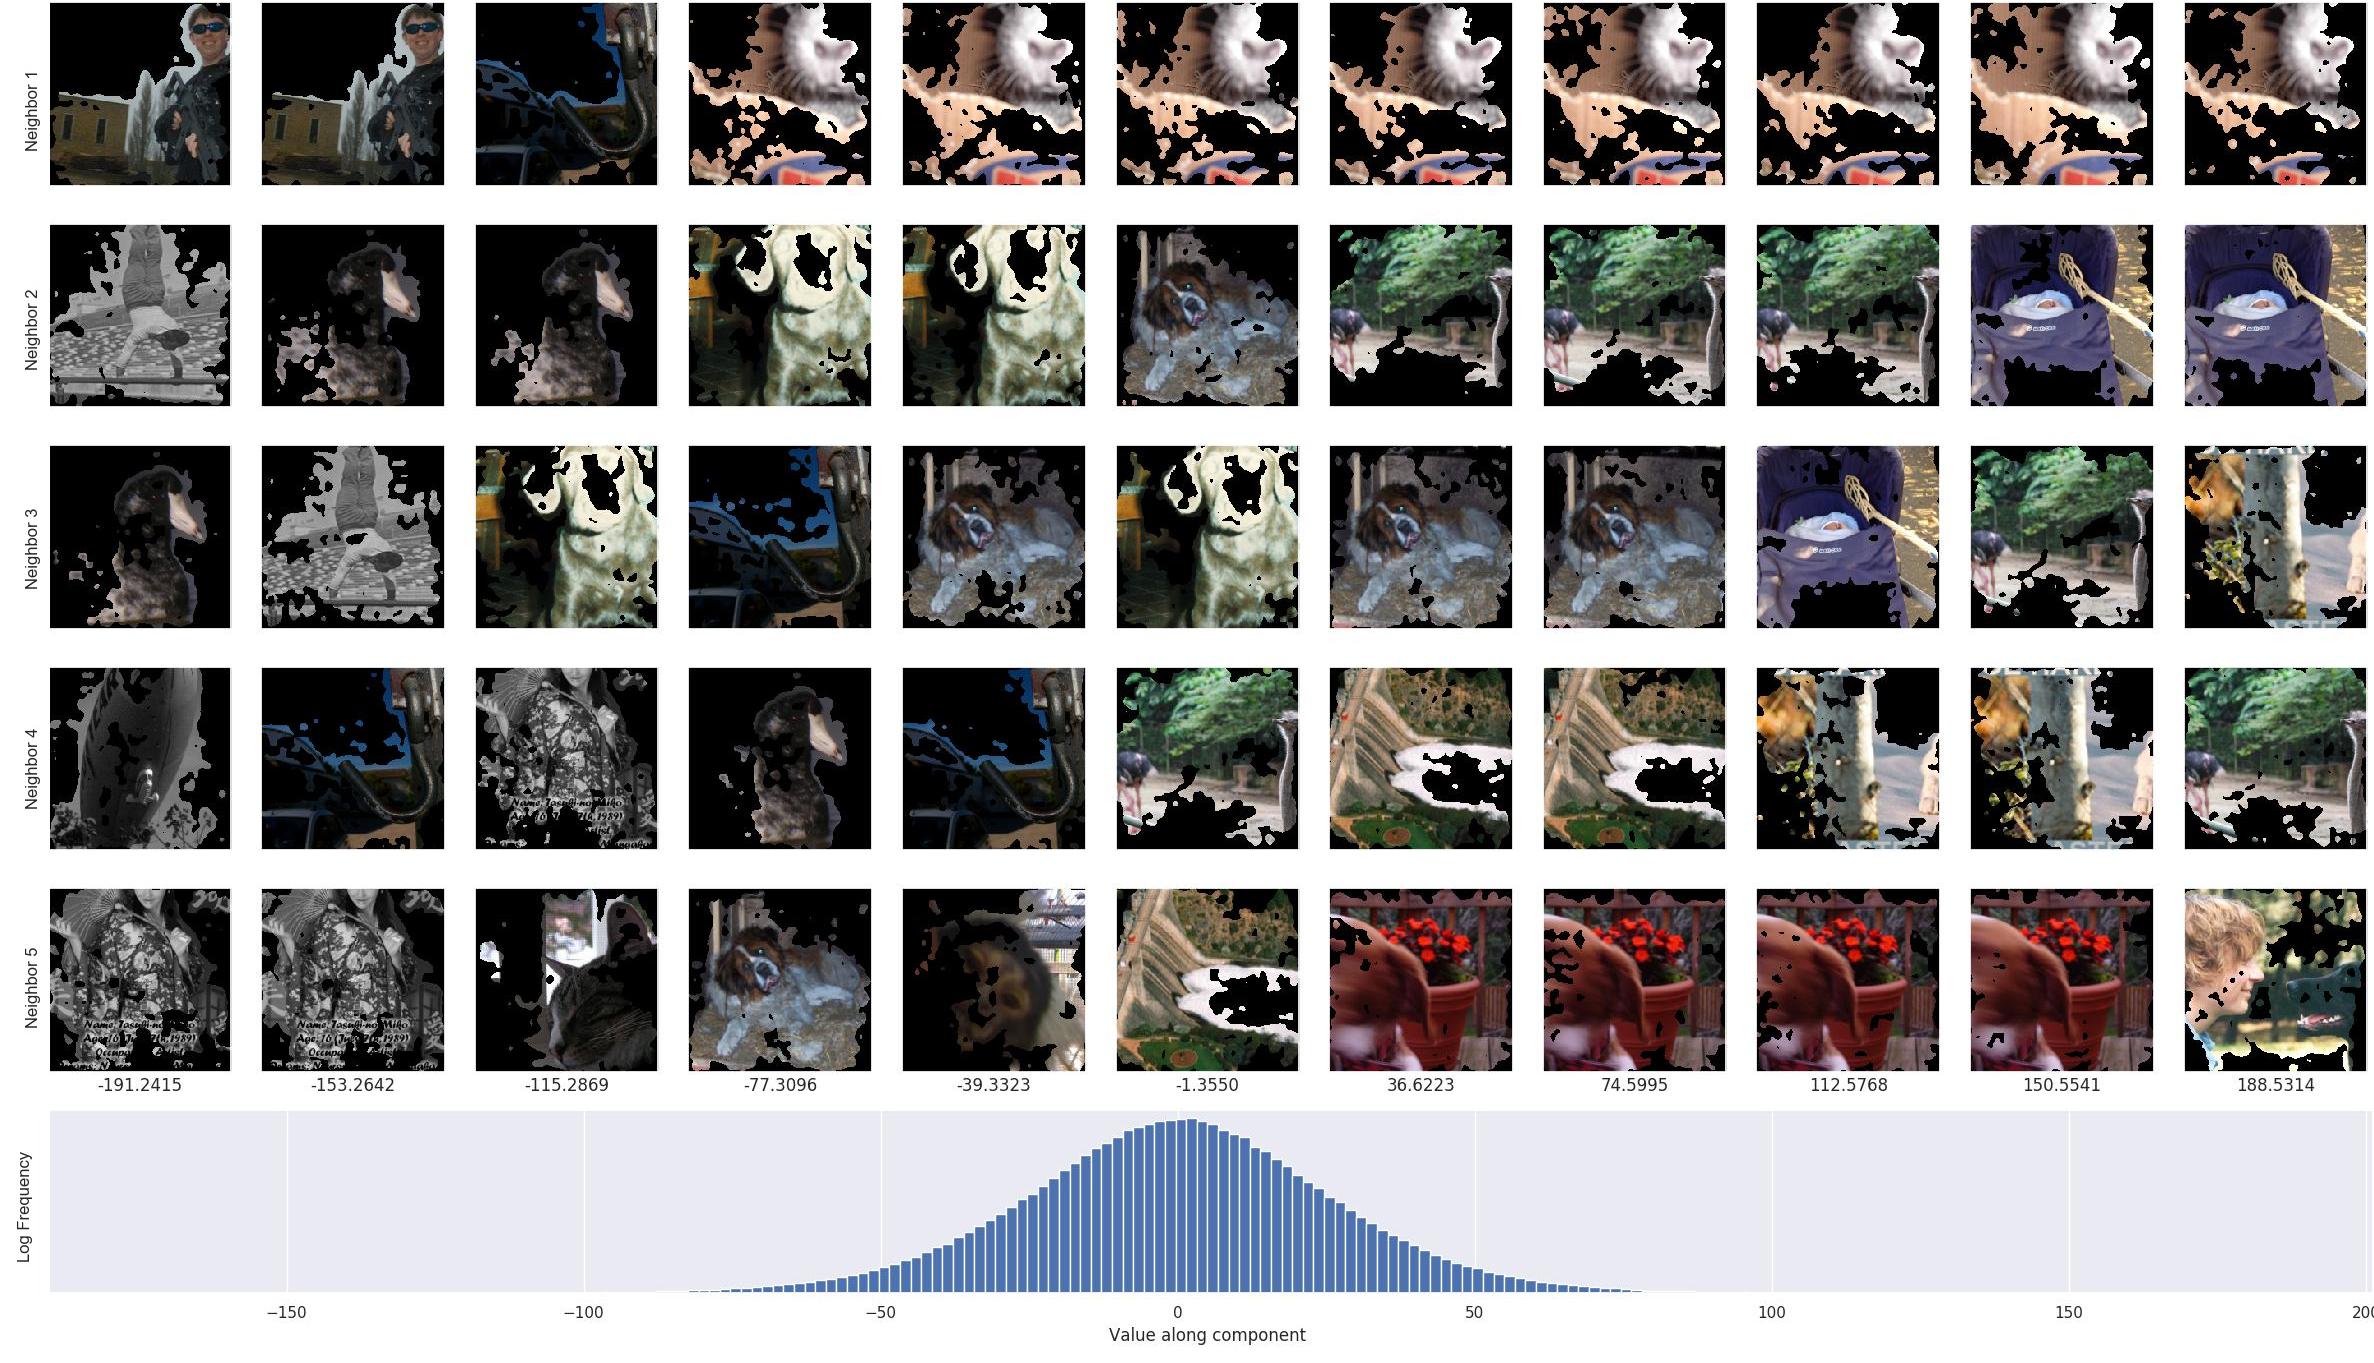 Neighbor 1
Neighbor 2
Neighbor 3
Neighbor 4
Neighbor 5
-191.2415 -153.2642 -115.2869 -77.3096 -39.3323 -1.3550 36.6223 74.5995 112.5768 150.5541 188.5314
Log Frequency
−150 −100 −50 0 50 100 150 200
Value along component